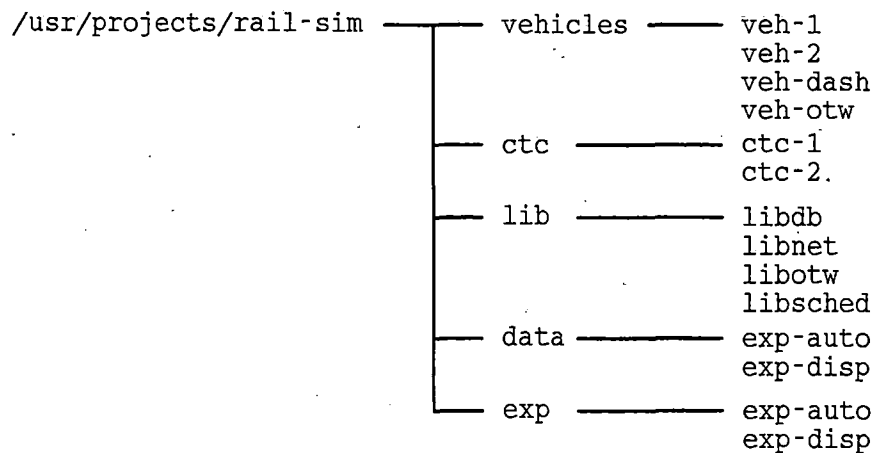 /usr/projects/rail-sim vehicles veh-1
veh-2
veh-dash
veh-otw
ctc ctc-1
ctc-2.
lib libdb
libnet
libotw
libsched
data exp-auto
exp-disp
exp exp-auto
exp-disp